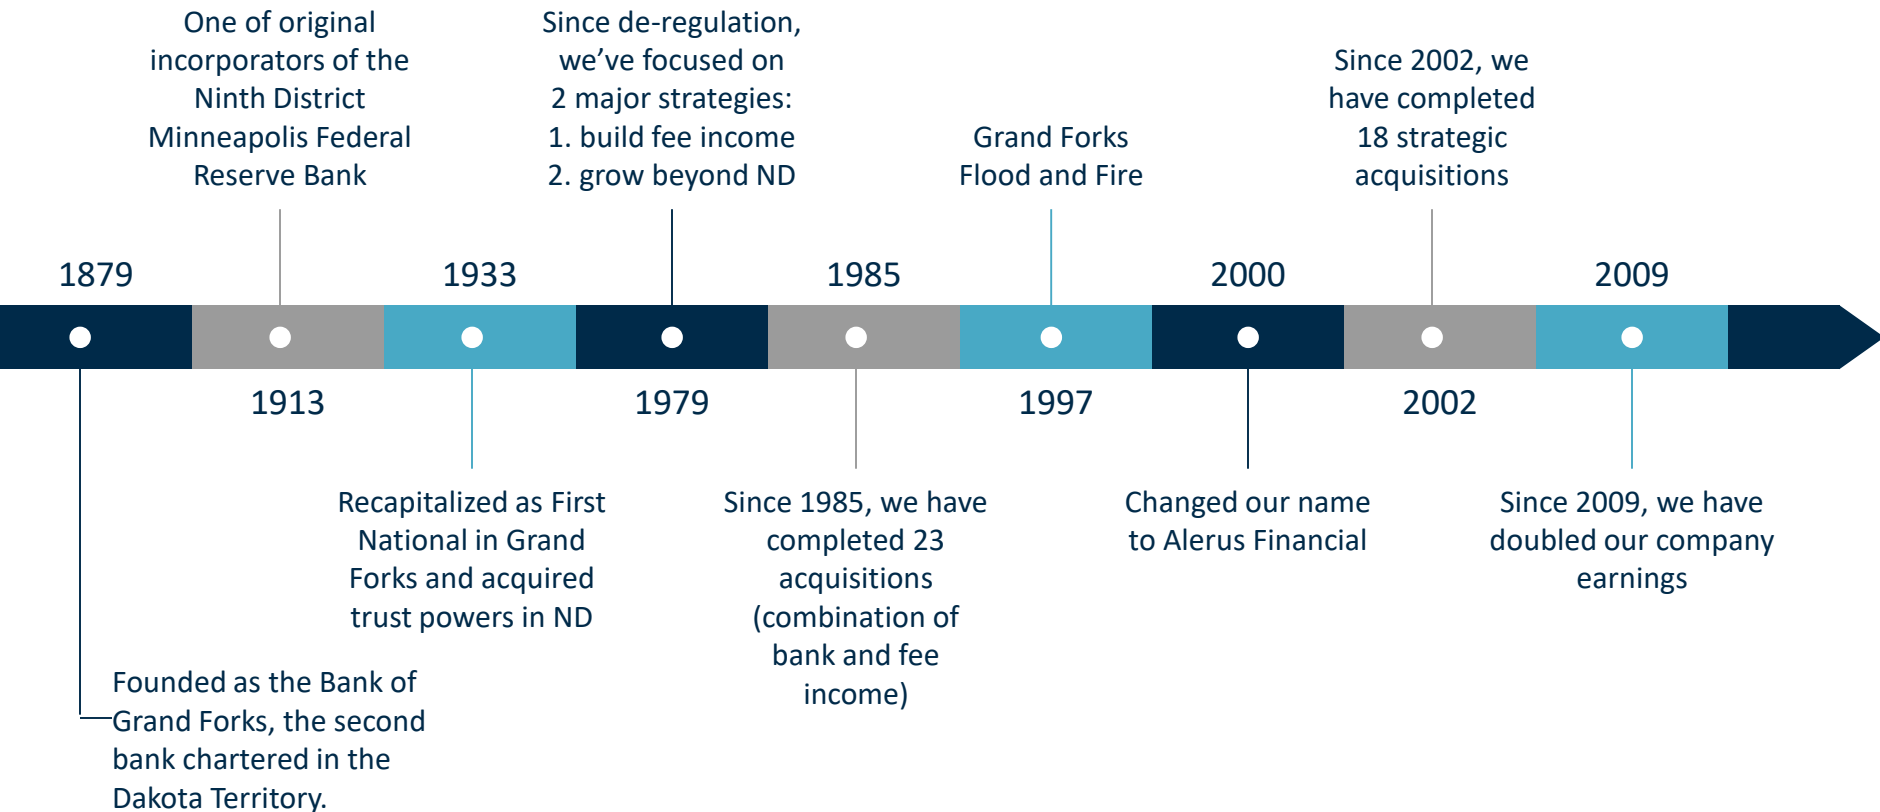 One of original
incorporators of the
Ninth District
Minneapolis Federal
Reserve Bank
Since de-regulation,
we’ve focused on
2 major strategies:
1. build fee income
2. grow beyond ND
Grand Forks
Flood and Fire
Since 2002, we
have completed
18 strategic
acquisitions
1879
1933
1985
2000
2009
1913
1979
1997
2002
Recapitalized as First
National in Grand
Forks and acquired
trust powers in ND
Since 1985, we have
completed 23
acquisitions
(combination of
bank and fee
income)
Changed our name
to Alerus Financial
Since 2009, we have
doubled our company
earnings
Founded as the Bank of
Grand Forks, the second
bank chartered in the
Dakota Territory.